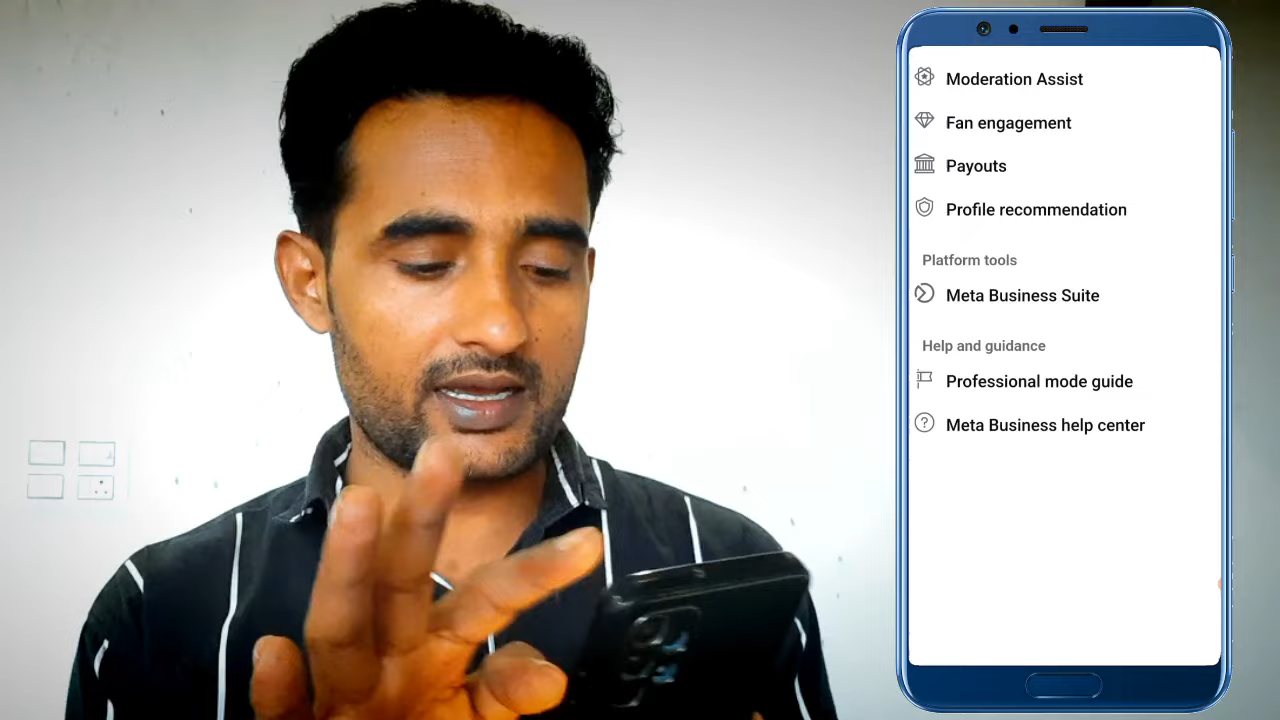 Moderation Assist
Fan engagement
Payouts
Profile recommendation
Platform tools
Meta Business Suite
Help and guidance
Professional mode guide
Meta Business help center